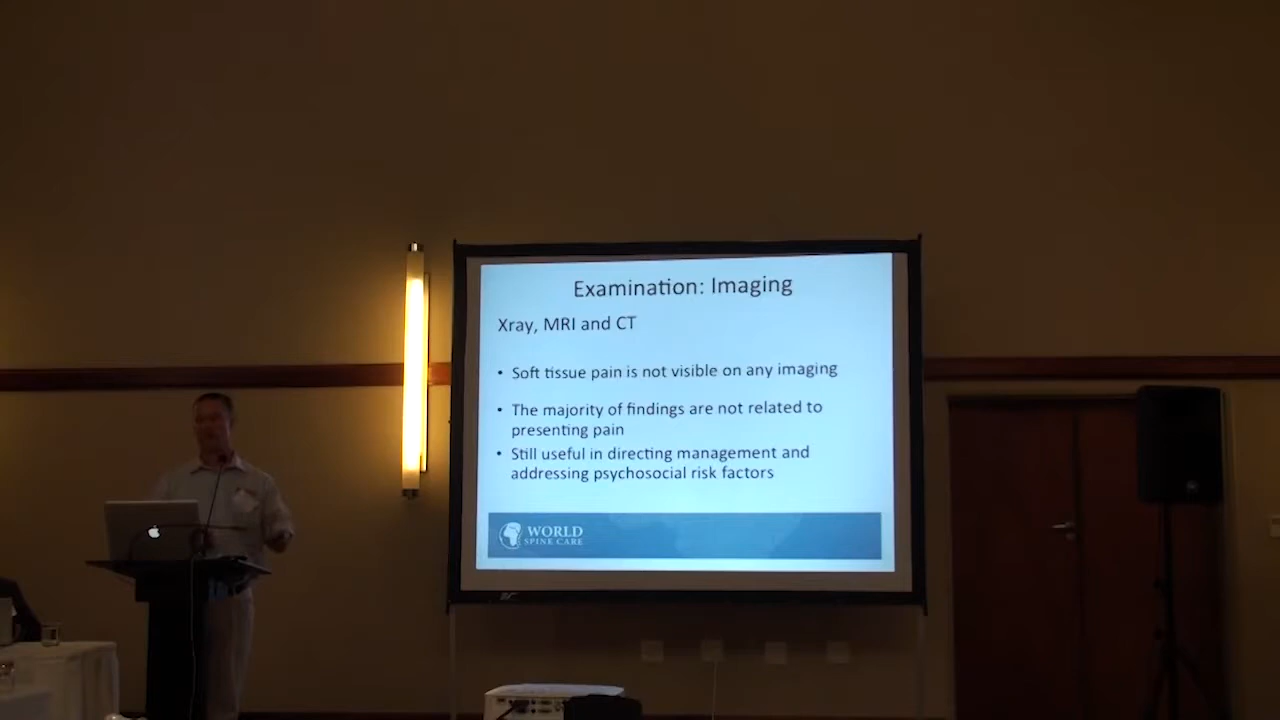 Examination: Imaging
Xray, MRI and CT
• Soft tissue pain is not visible on any imaging
• The majority of findings are not related to
presenting pain
• Still useful in directing management and
addressing psychosocial risk factors
WORLD
SPINE CARE